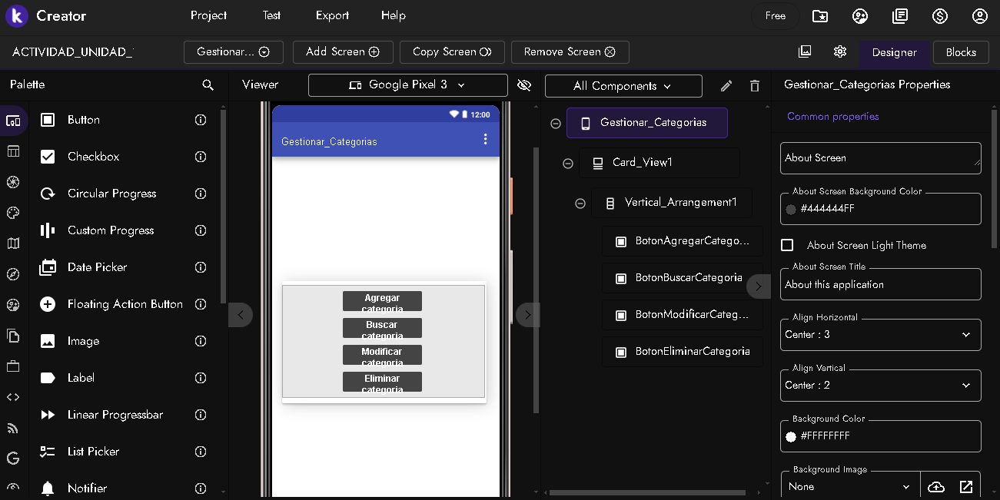 Creator
Project
Test
Export
Help
Free
ACTIVIDAD_UNIDAD_
Gestionar...
Add Screen
Copy Screen
Remove Screen
Designer
Blocks
Palette
Viewer
Google Pixel 3
All Components
Gestionar_Categorias Properties
Button
Checkbox
Circular Progress
Custom Progress
Date Picker
Floating Action Button
Image
Label
Linear Progressbar
List Picker
Notifier
12:00
Gestionar_Categorias
Agregar
categoria
Buscar
categoria
Modificar
categoria
Eliminar
categoria
Gestionar_Categorias
Card_View1
Vertical_Arrangement1
BotonAgregarCatego...
BotonBuscarCategoria
BotonModificarCateg...
BotonEliminarCategoria
Common properties
About Screen
About Screen Background Color
#444444FF
About Screen Light Theme
About Screen Title
About this application
Align Horizontal
Center : 3
Align Vertical
Center : 2
Background Color
#FFFFFFFF
Background Image
None